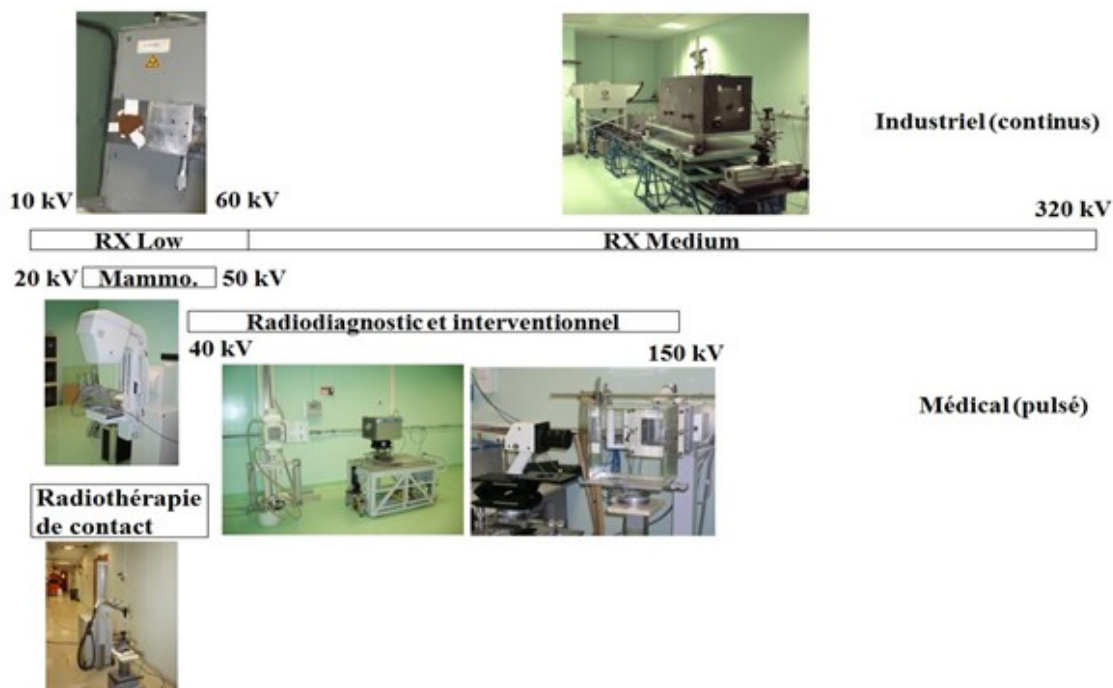 Industriel (continus)
10 kV
60 kV
320 kV
RX Low
RX Medium
20 kV
Mammo.
50 kV
Radiodiagnostic et interventionnel
40 kV
150 kV
Médical (pulsé)
Radiothérapie
de contact